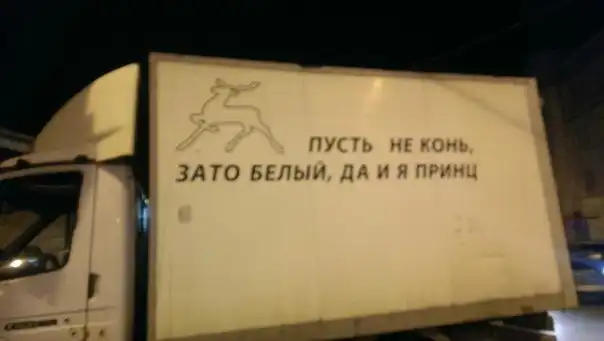 ПУСТЬ НЕ КОНЬ,
ЗАТО БЕЛЫЙ, ДА И Я ПРИНЦ